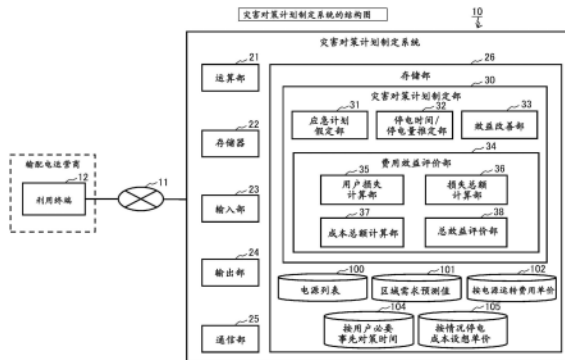 灾害对策计划制定系统的结构图
10
灾害对策计划制定系统
21
运算部
22
存储器
23
输入部
24
输出部
25
通信部
输配电运营商
12
利用终端
11
26
存储部
30
灾害对策计划制定部
31
应急计划
假定部
32
停电时间/
停电量推定部
33
效益改善部
34
费用效益评价部
35
用户损失
计算部
36
损失总额
计算部
37
成本总额计算部
38
总效益评价部
100
电源列表
101
区域需求预测值
102
按电源运转费用单价
104
按用户必要
事先对策时间
105
按情况停电
成本设想单价